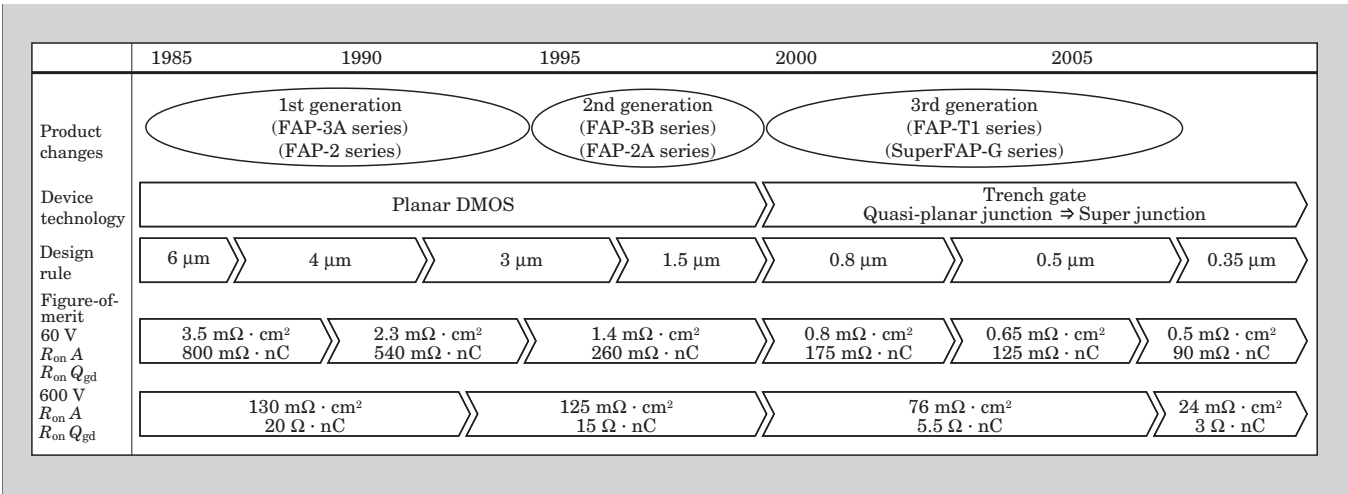 1985 1990 1995 2000 2005
Product
changes
1st generation
(FAP-3A series)
(FAP-2 series)
2nd generation
(FAP-3B series)
(FAP-2A series)
3rd generation
(FAP-T1 series)
(SuperFAP-G series)
Device
technology
Planar DMOS
Trench gate
Quasi-planar junction ⇒ Super junction
Design
rule
6 μm 4 μm 3 μm 1.5 μm 0.8 μm 0.5 μm 0.35 μm
Figure-of-
merit
60 V
R_on A
R_on Q_gd
3.5 mΩ · cm²
800 mΩ · nC
2.3 mΩ · cm²
540 mΩ · nC
1.4 mΩ · cm²
260 mΩ · nC
0.8 mΩ · cm²
175 mΩ · nC
0.65 mΩ · cm²
125 mΩ · nC
0.5 mΩ · cm²
90 mΩ · nC
600 V
R_on A
R_on Q_gd
130 mΩ · cm²
20 Ω · nC
125 mΩ · cm²
15 Ω · nC
76 mΩ · cm²
5.5 Ω · nC
24 mΩ · cm²
3 Ω · nC